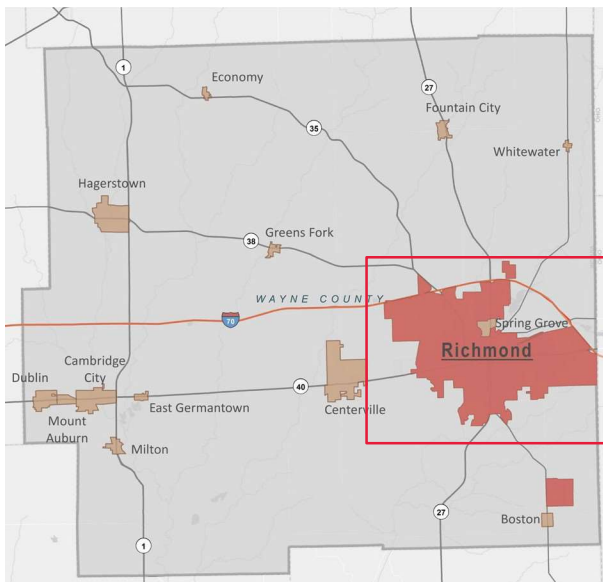 1
Economy
27
Fountain City
35
Whitewater
Hagerstown
38
Greens Fork
WAYNE COUNTY
70
Spring Grove
Richmond
Cambridge
City
Dublin
40
East Germantown
Centerville
Mount
Auburn
Milton
27
Boston
1